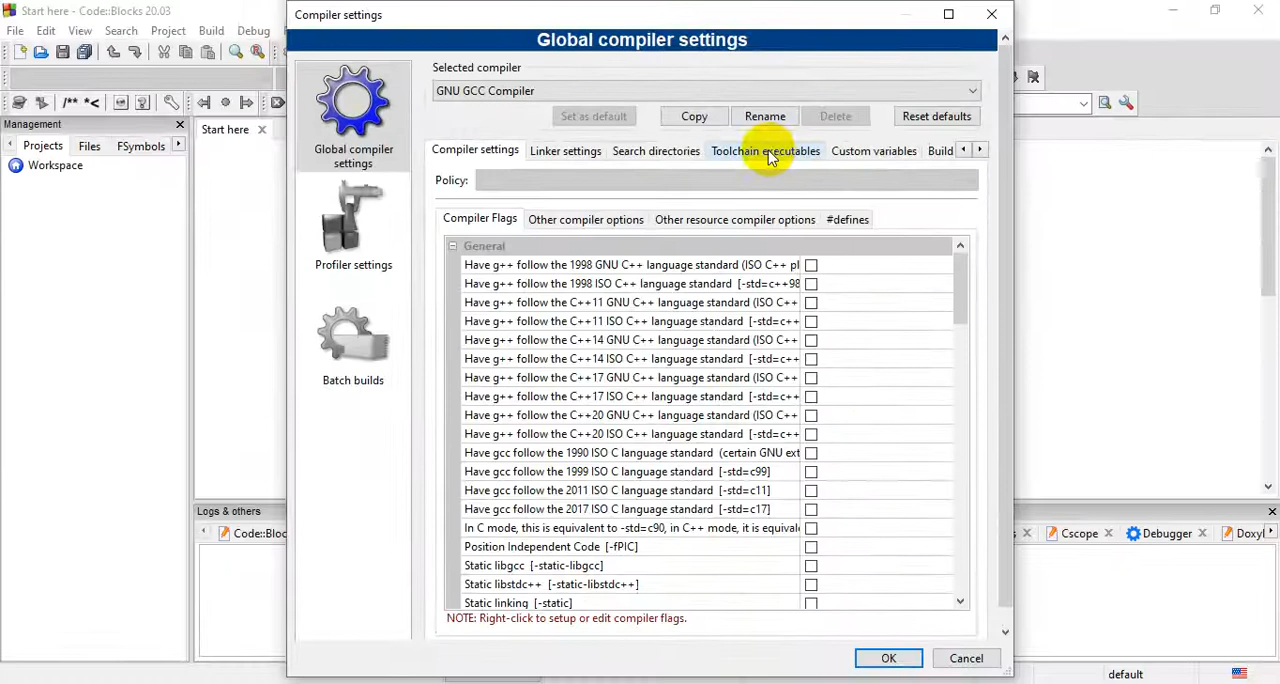 Start here - Code::Blocks 20.03
File Edit View Search Project Build Debug
/** *<
Management
Projects Files FSymbols
Workspace
Start here
Logs & others
Code::Bloc
Cscope
Debugger
Doxyl
default
Compiler settings
Global compiler settings
Global compiler
settings
Profiler settings
Batch builds
Selected compiler
GNU GCC Compiler
Set as default Copy Rename Delete Reset defaults
Compiler settings Linker settings Search directories Toolchain executables Custom variables Build
Policy:
Compiler Flags Other compiler options Other resource compiler options #defines
General
Have g++ follow the 1998 GNU C++ language standard (ISO C++ pl
Have g++ follow the 1998 ISO C++ language standard [-std=c++98
Have g++ follow the C++11 GNU C++ language standard (ISO C++
Have g++ follow the C++11 ISO C++ language standard [-std=c++
Have g++ follow the C++14 GNU C++ language standard (ISO C++
Have g++ follow the C++14 ISO C++ language standard [-std=c++
Have g++ follow the C++17 GNU C++ language standard (ISO C++
Have g++ follow the C++17 ISO C++ language standard [-std=c++
Have g++ follow the C++20 GNU C++ language standard (ISO C++
Have g++ follow the C++20 ISO C++ language standard [-std=c++
Have gcc follow the 1990 ISO C language standard (certain GNU ext
Have gcc follow the 1999 ISO C language standard [-std=c99]
Have gcc follow the 2011 ISO C language standard [-std=c11]
Have gcc follow the 2017 ISO C language standard [-std=c17]
In C mode, this is equivalent to -std=c90, in C++ mode, it is equivale
Position Independent Code [-fPIC]
Static libgcc [-static-libgcc]
Static libstdc++ [-static-libstdc++]
Static linking [-static]
NOTE: Right-click to setup or edit compiler flags.
OK Cancel